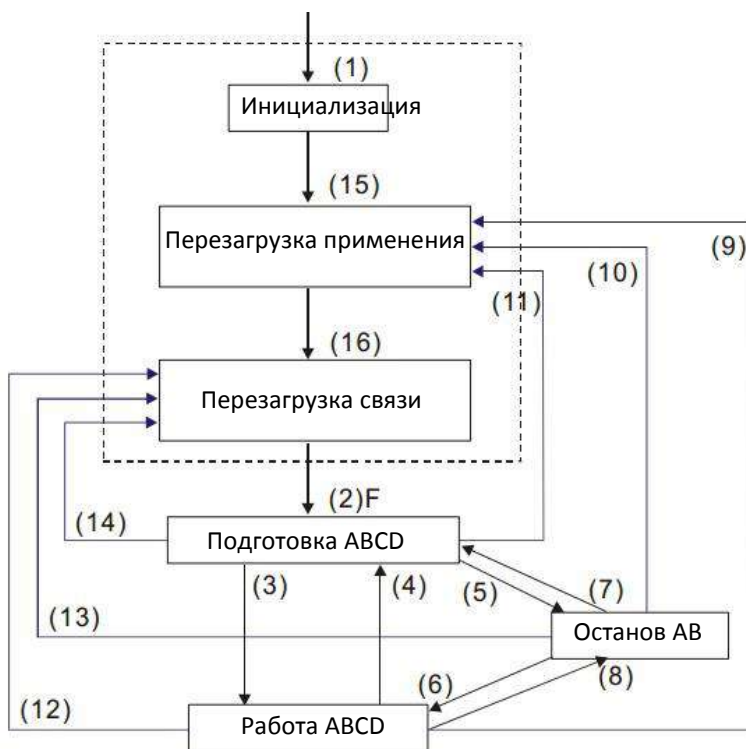 (1)
Инициализация
(15)
Перезагрузка применения
(9)
(10)
(11)
(16)
Перезагрузка связи
(2)F
(14)
Подготовка ABCD
(3)
(4)
(5)
(7)
(13)
Останов AB
(6)
(8)
(12)
Работа ABCD